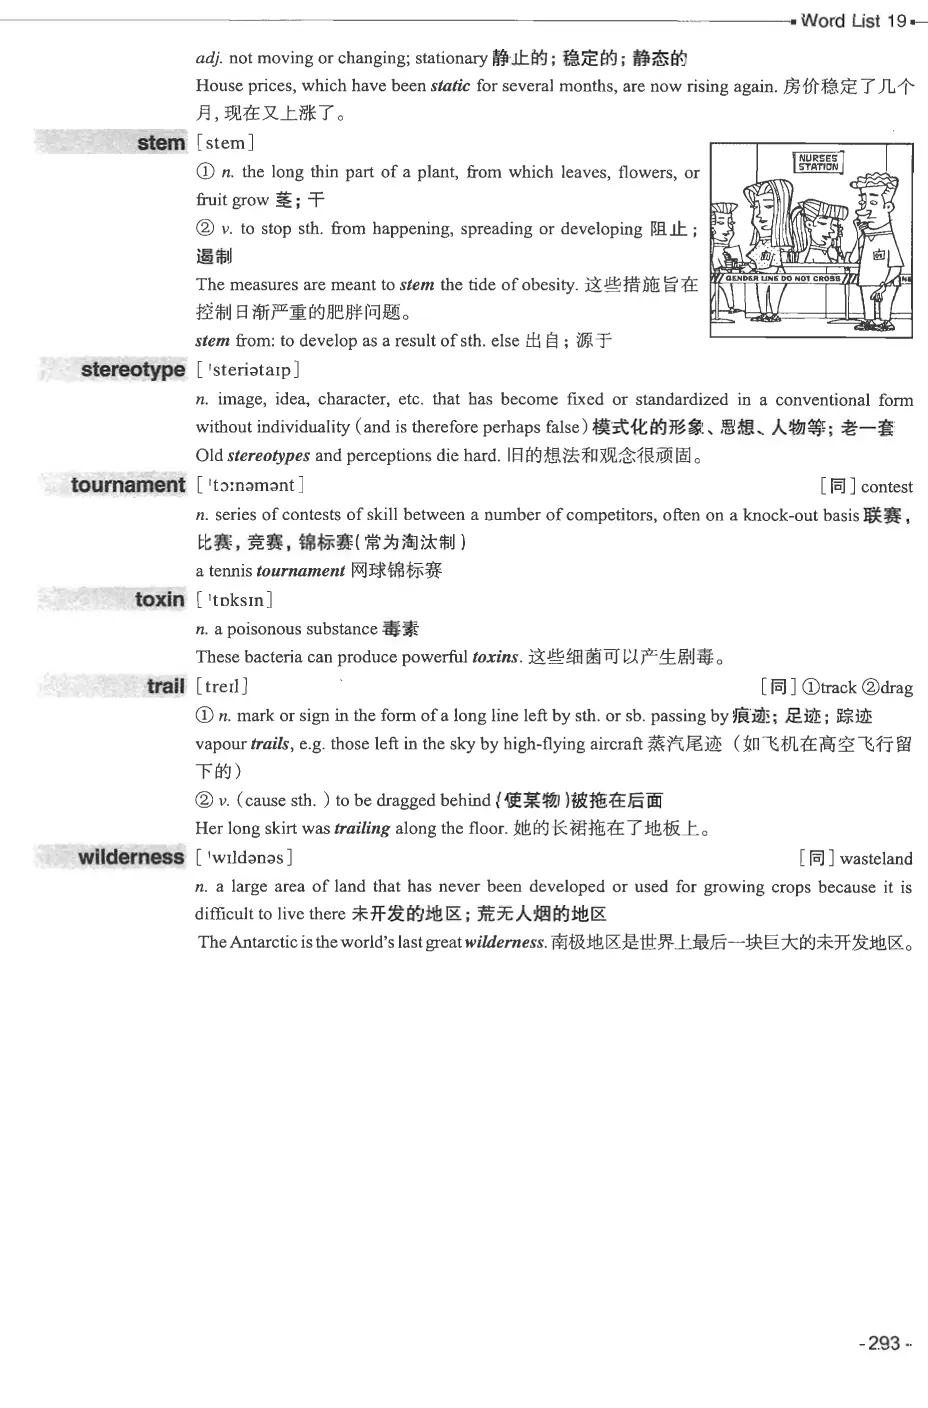 Word List 19
adj. not moving or changing; stationary 静止的；稳定的；静态的
House prices, which have been static for several months, are now rising again. 房价稳定了几个
月, 现在又上涨了。
stem [stem]
① n. the long thin part of a plant, from which leaves, flowers, or
fruit grow 茎；干
② v. to stop sth. from happening, spreading or developing 阻止；
遏制
The measures are meant to stem the tide of obesity. 这些措施旨在
控制日渐严重的肥胖问题。
stem from: to develop as a result of sth. else 出自；源于
NURSES
STATION
GENDER LINE DO NOT CROSS
stereotype [ˈsteriətaɪp]
n. image, idea, character, etc. that has become fixed or standardized in a conventional form
without individuality (and is therefore perhaps false) 模式化的形象、思想、人物等；老一套
Old stereotypes and perceptions die hard. 旧的想法和观念很顽固。
tournament [ˈtɔːnəmənt] [同] contest
n. series of contests of skill between a number of competitors, often on a knock-out basis 联赛，
比赛，竞赛，锦标赛(常为淘汰制)
a tennis tournament 网球锦标赛
toxin [ˈtɒksɪn]
n. a poisonous substance 毒素
These bacteria can produce powerful toxins. 这些细菌可以产生剧毒。
trail [treɪl] [同] ①track ②drag
① n. mark or sign in the form of a long line left by sth. or sb. passing by 痕迹；足迹；踪迹
vapour trails, e.g. those left in the sky by high-flying aircraft 蒸汽尾迹（如飞机在高空飞行留
下的）
② v. (cause sth. ) to be dragged behind (使某物)被拖在后面
Her long skirt was trailing along the floor. 她的长裙拖在了地板上。
wilderness [ˈwɪldənəs] [同] wasteland
n. a large area of land that has never been developed or used for growing crops because it is
difficult to live there 未开发的地区；荒无人烟的地区
The Antarctic is the world's last great wilderness. 南极地区是世界上最后一块巨大的未开发地区。
-293-